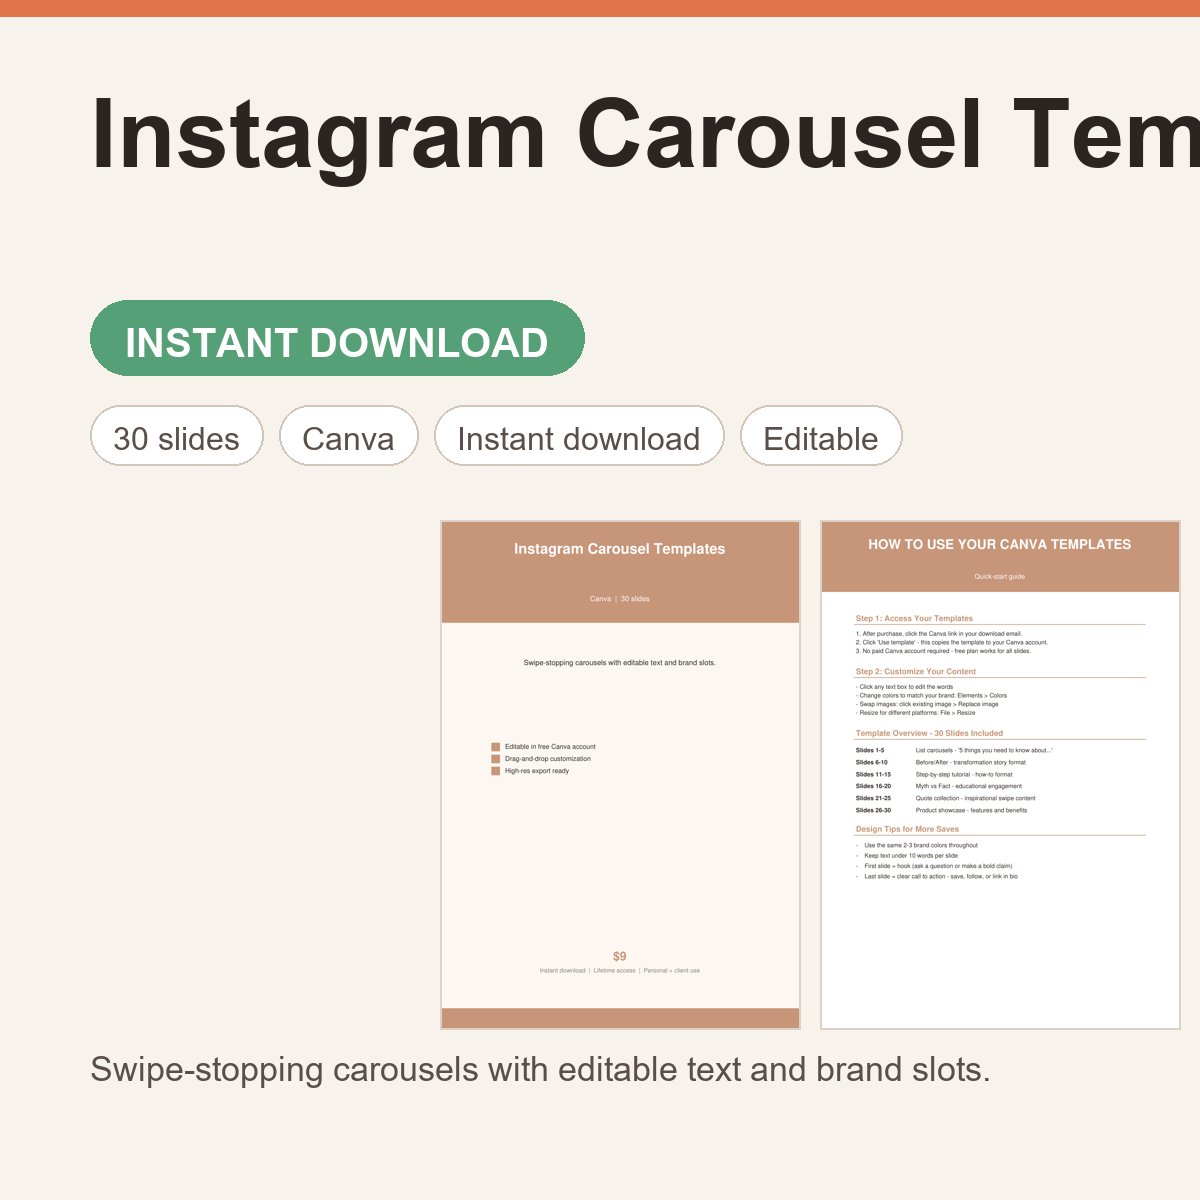 Instagram Carousel Tem
INSTANT DOWNLOAD
30 slides
Canva
Instant download
Editable
Instagram Carousel Templates
Canva | 30 slides
Swipe-stopping carousels with editable text and brand slots.
Editable in free Canva account
Drag-and-drop customization
High-res export ready
$9
Instant download | Lifetime access | Personal + client use
HOW TO USE YOUR CANVA TEMPLATES
Quick-start guide
Step 1: Access Your Templates
1. After purchase, click the Canva link in your download email.
2. Click 'Use template' - this copies the template to your Canva account.
3. No paid Canva account required - free plan works for all slides.
Step 2: Customize Your Content
- Click any text box to edit the words
- Change colors to match your brand: Elements > Colors
- Swap images: click existing image > Replace image
- Resize for different platforms: File > Resize
Template Overview - 30 Slides Included
Slides 1-5 List carousels - '5 things you need to know about...'
Slides 6-10 Before/After - transformation story format
Slides 11-15 Step-by-step tutorial - how-to format
Slides 16-20 Myth vs Fact - educational engagement
Slides 21-25 Quote collection - inspirational swipe content
Slides 26-30 Product showcase - features and benefits
Design Tips for More Saves
- Use the same 2-3 brand colors throughout
- Keep text under 10 words per slide
- First slide = hook (ask a question or make a bold claim)
- Last slide = clear call to action - save, follow, or link in bio
Swipe-stopping carousels with editable text and brand slots.